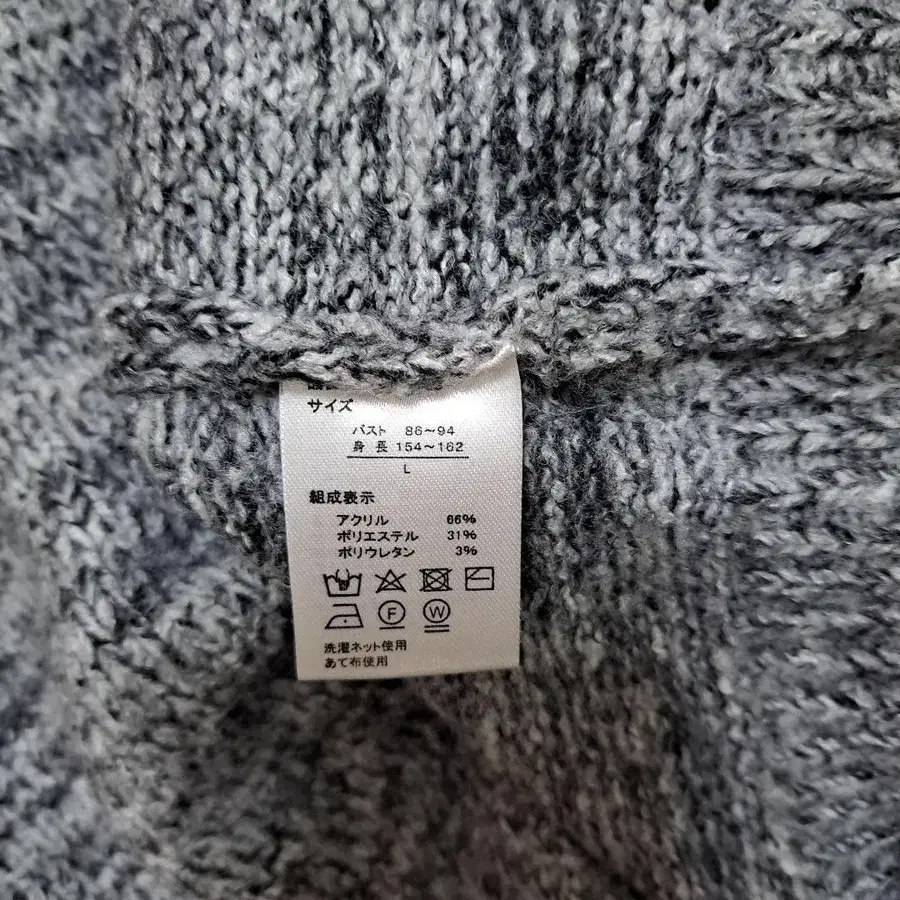 サイズ
バスト 86～94
身長 154～162
L
組成表示
アクリル 66%
ポリエステル 31%
ポリウレタン 3%
F W
洗濯ネット使用
あて布使用